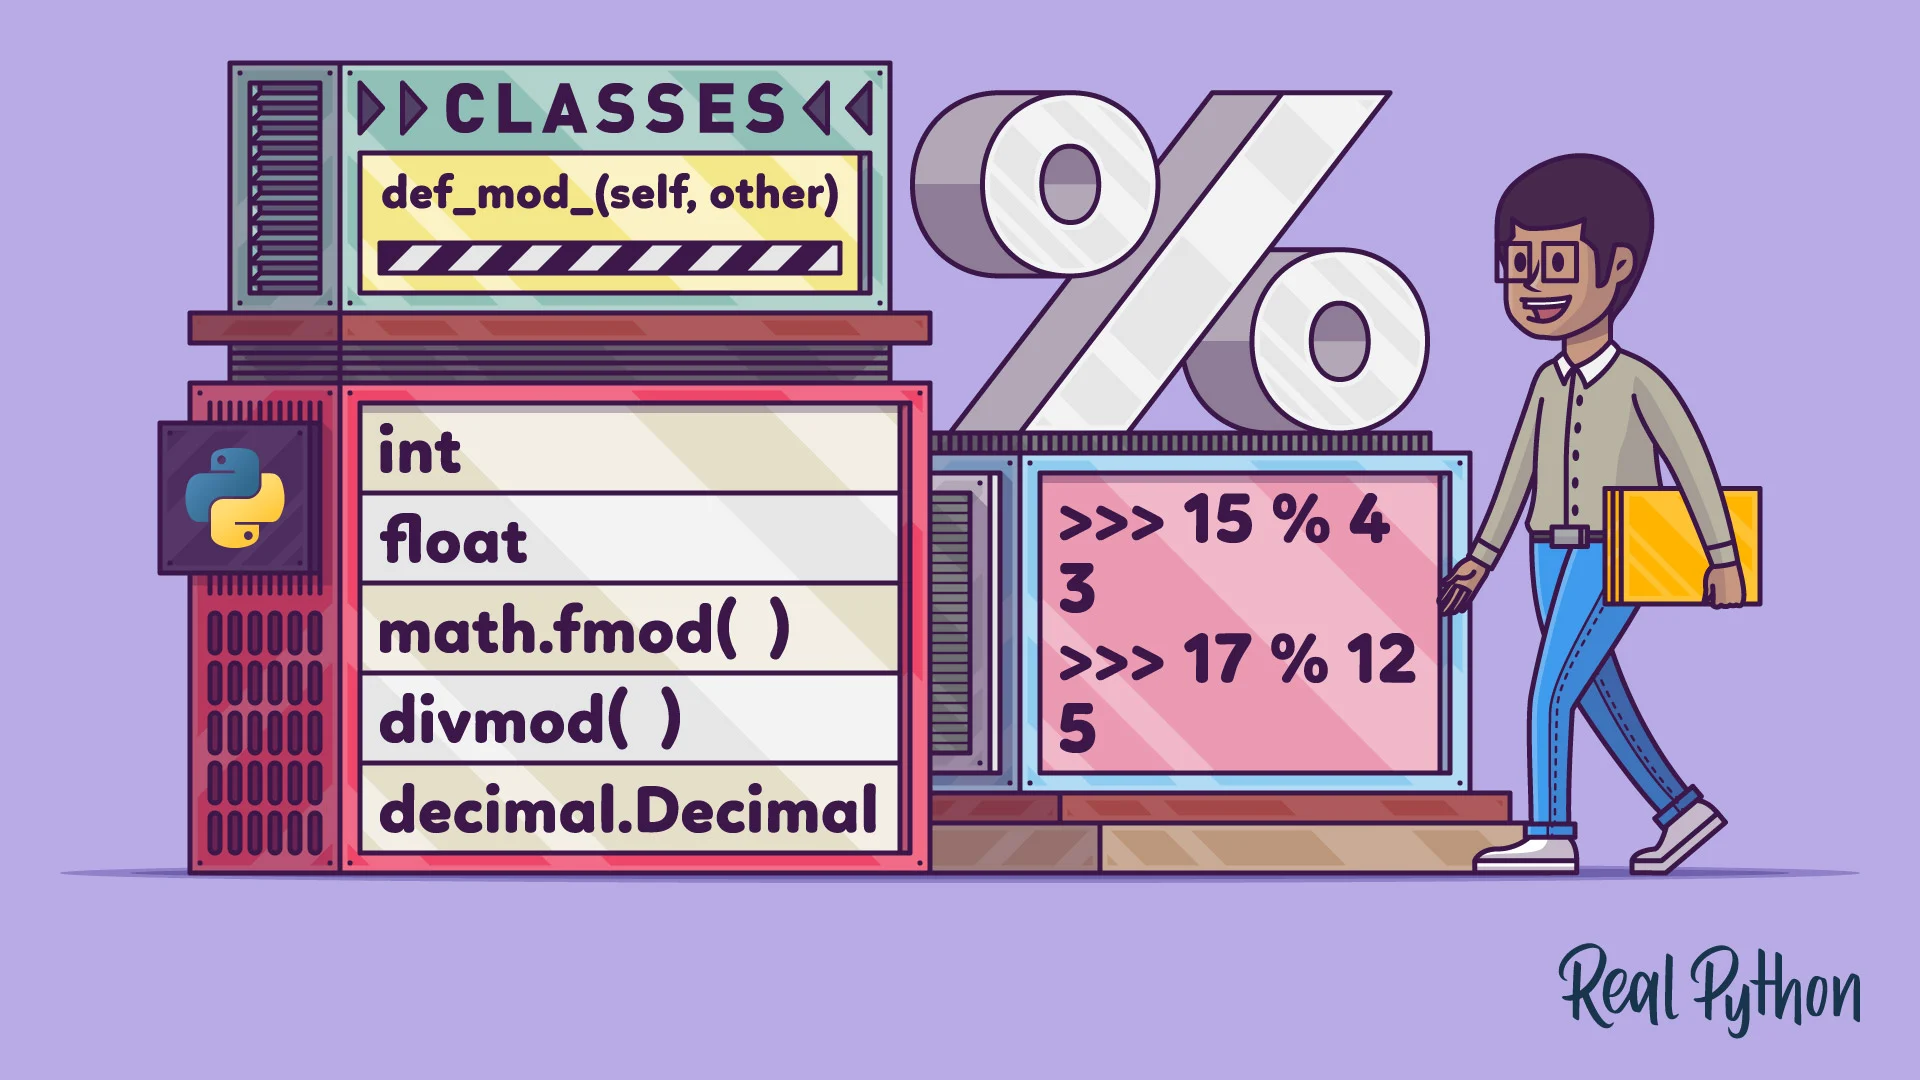 CLASSES
def_mod_(self, other)
%
int
float
math.fmod( )
divmod( )
decimal.Decimal
>>> 15 % 4
3
>>> 17 % 12
5
Real Python